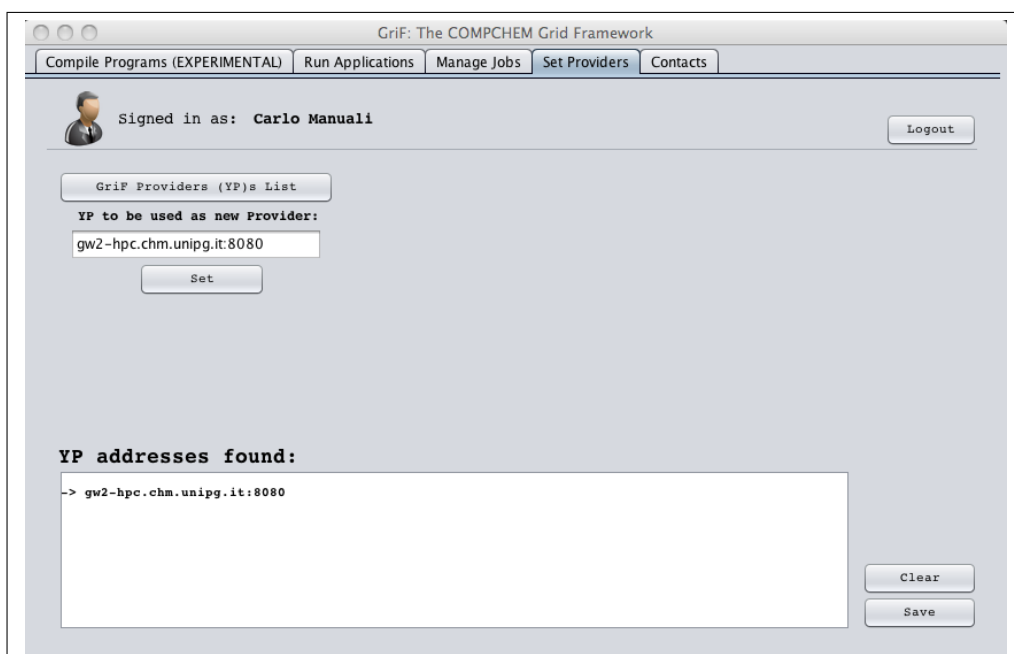 GriF: The COMPCHEM Grid Framework
Compile Programs (EXPERIMENTAL) Run Applications Manage Jobs Set Providers Contacts
Signed in as: Carlo Manuali
Logout
GriF Providers (YP)s List
YP to be used as new Provider:
gw2-hpc.chm.unipg.it:8080
Set
YP addresses found:
-> gw2-hpc.chm.unipg.it:8080
Clear
Save